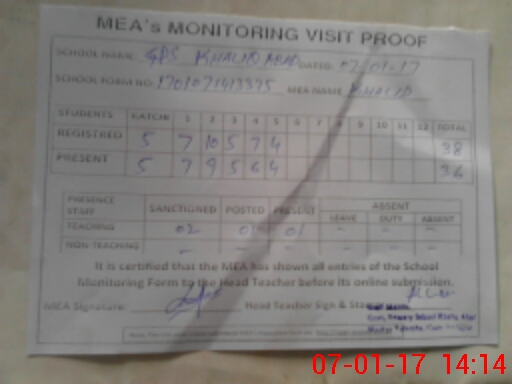 MEA's MONITORING VISIT PROOF
SCHOOL NAME: GPS KHALID ABAD DATED: 07-01-17
SCHOOL FORM NO: MEA NAME: KHALID
STUDENTS KATCHI 1 2 3 4 5 6 7 8 9 10 11 12 TOTAL
REGISTRED 5 7 10 5 7 4 38
PRESENT 5 7 9 5 6 4 36
PRESENCE STAFF SANCTIONED POSTED PRESENT ABSENT
LEAVE DUTY ABSENT
TEACHING 02 01 01 - - -
NON-TEACHING - - - - - -
It is certified that the MEA has shown all entries of the School
Monitoring Form to the Head Teacher before its online submission.
MEA Signature: Head Teacher Sign &
07-01-17 14:14